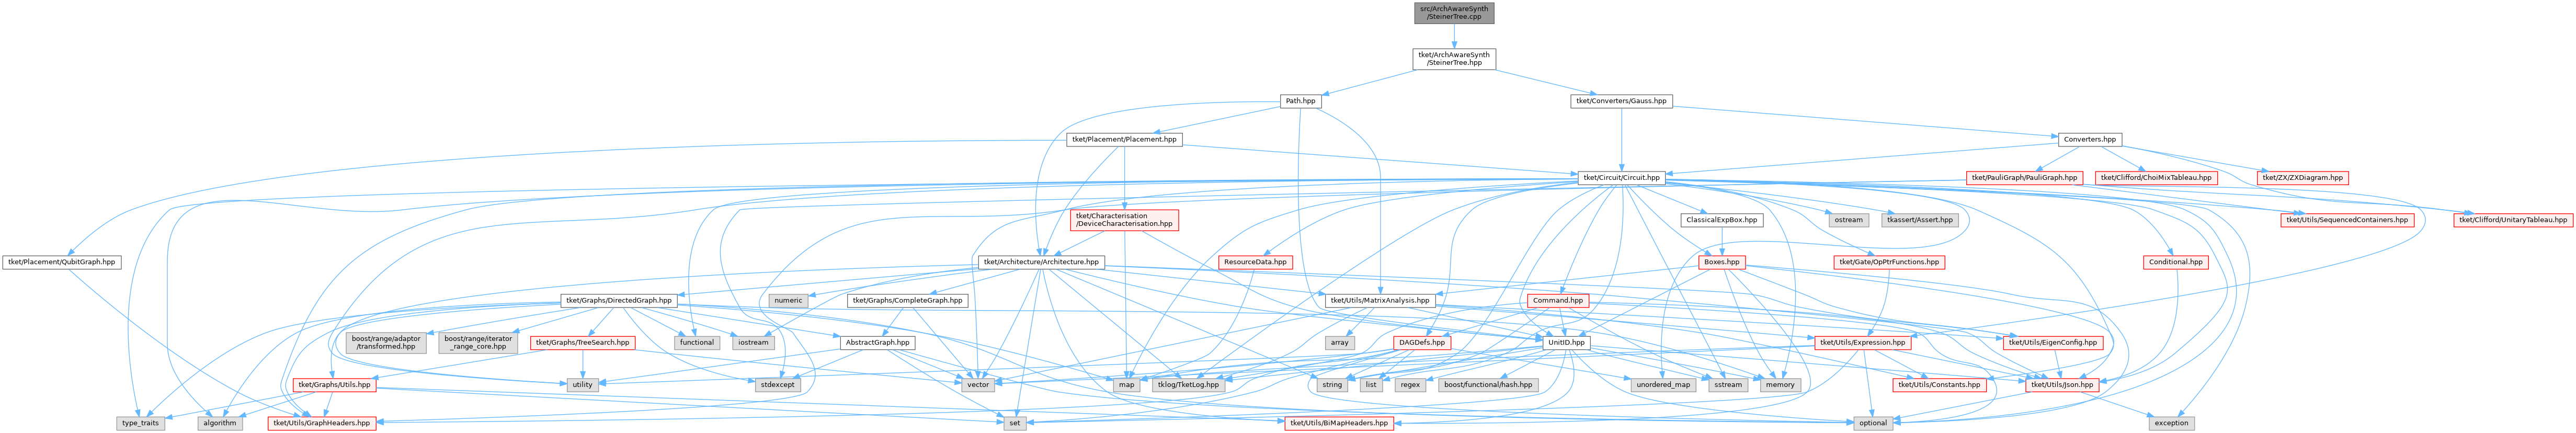 src/ArchAwareSynth
/SteinerTree.cpp
tket/ArchAwareSynth
/SteinerTree.hpp
Path.hpp
tket/Converters/Gauss.hpp
tket/Placement/Placement.hpp
Converters.hpp
tket/Circuit/Circuit.hpp
tket/PauliGraph/PauliGraph.hpp
tket/Clifford/ChoiMixTableau.hpp
tket/ZX/ZXDiagram.hpp
tket/Characterisation
/DeviceCharacterisation.hpp
ClassicalExpBox.hpp
ostream
tkassert/Assert.hpp
tket/Utils/SequencedContainers.hpp
tket/Clifford/UnitaryTableau.hpp
tket/Placement/QubitGraph.hpp
tket/Architecture/Architecture.hpp
ResourceData.hpp
Boxes.hpp
tket/Gate/OpPtrFunctions.hpp
Conditional.hpp
tket/Graphs/DirectedGraph.hpp
numeric
tket/Graphs/CompleteGraph.hpp
tket/Utils/MatrixAnalysis.hpp
Command.hpp
boost/range/adaptor
/transformed.hpp
boost/range/iterator
_range_core.hpp
tket/Graphs/TreeSearch.hpp
functional
iostream
AbstractGraph.hpp
array
DAGDefs.hpp
UnitID.hpp
tket/Utils/Expression.hpp
tket/Utils/EigenConfig.hpp
tket/Graphs/Utils.hpp
utility
stdexcept
vector
map
tklog/TketLog.hpp
string
list
regex
boost/functional/hash.hpp
unordered_map
sstream
memory
tket/Utils/Constants.hpp
tket/Utils/Json.hpp
type_traits
algorithm
tket/Utils/GraphHeaders.hpp
set
tket/Utils/BiMapHeaders.hpp
optional
exception